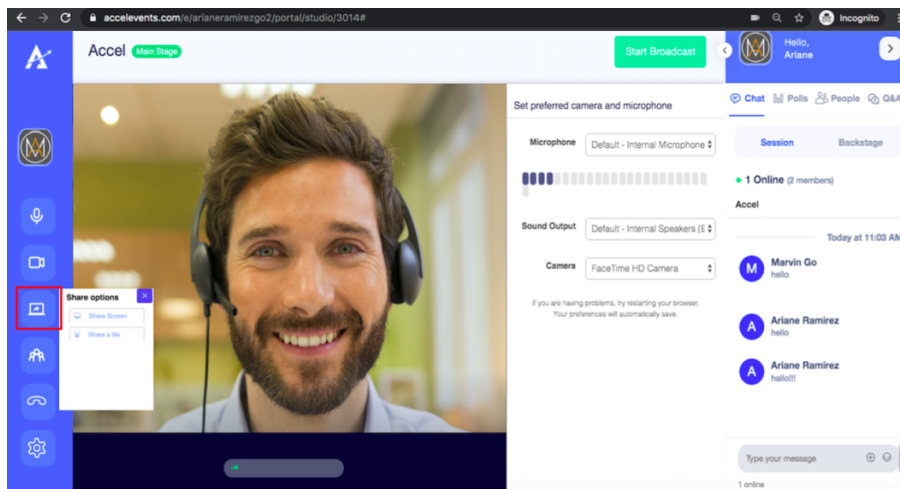 accelevents.com/e/arianeramirezgo2/portal/studio/3014#
Incognito
Accel Main Stage
Start Broadcast
Hello,
Ariane
Set preferred camera and microphone
Microphone Default - Internal Microphone
Sound Output Default - Internal Speakers (E
Camera FaceTime HD Camera
If you are having problems, try restarting your browser.
Your preferences will automatically save.
Share options
Share Screen
Share a file
Chat Polls People Q&A
Session Backstage
1 Online (2 members)
Accel
Today at 11:03 AM
M Marvin Go
hello
A Ariane Ramirez
hello
A Ariane Ramirez
hallo!!!
Type your message
1 online